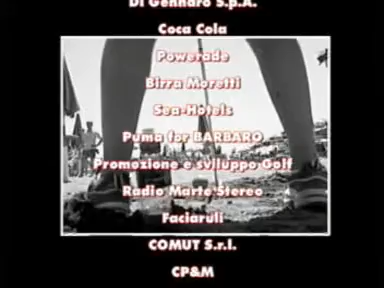 Di Gennaro S.p.A.
Coca Cola
Powerade
Birra Moretti
Sea-Hotels
Puma for BARBARO
Promozione e sviluppo Golf
Radio Marte Stereo
Faciaruli
COMUT S.r.l.
CP&M